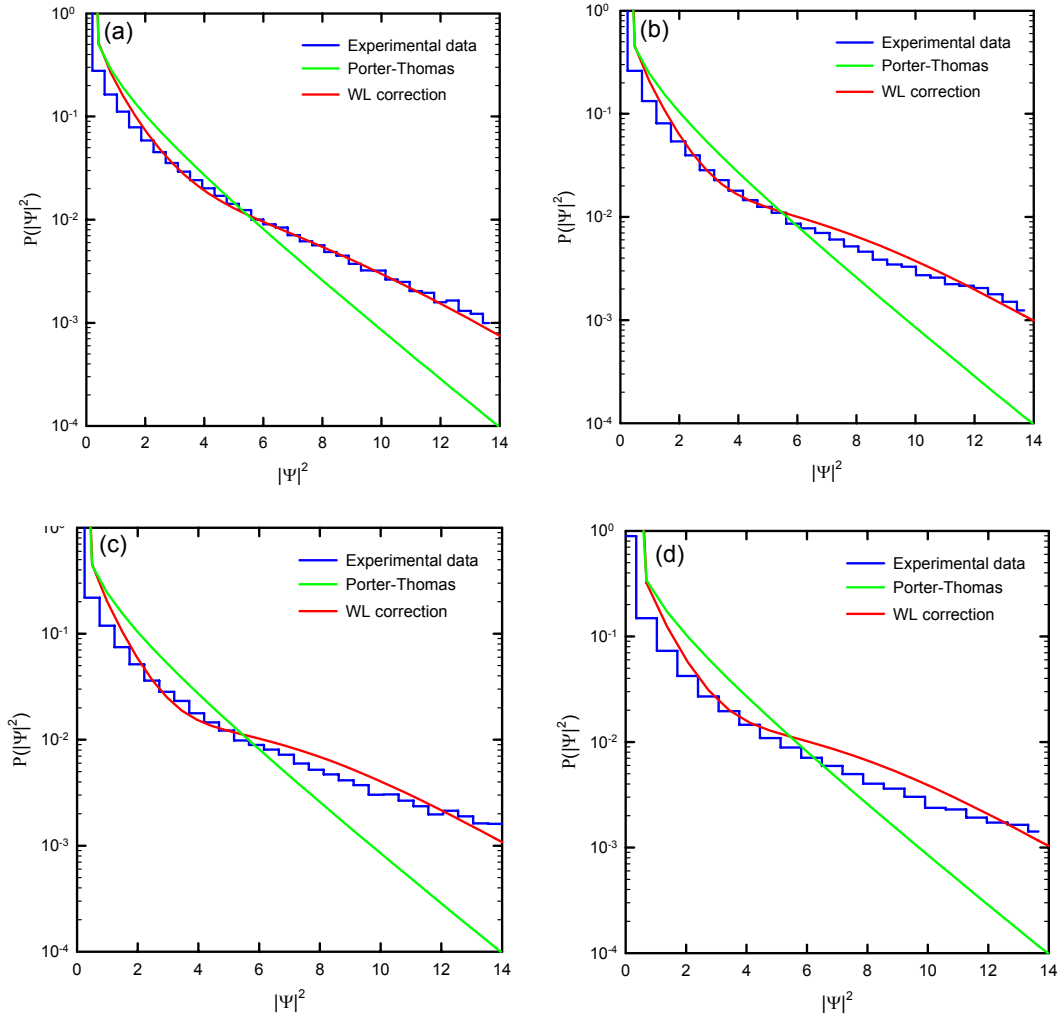 (a)
Experimental data
Porter-Thomas
WL correction
10^0
10^-1
10^-2
10^-3
10^-4
P(|Ψ|^2)
0 2 4 6 8 10 12 14
|Ψ|^2
(b)
Experimental data
Porter-Thomas
WL correction
10^0
10^-1
10^-2
10^-3
10^-4
P(|Ψ|^2)
0 2 4 6 8 10 12 14
|Ψ|^2
(c)
Experimental data
Porter-Thomas
WL correction
10^0
10^-1
10^-2
10^-3
10^-4
P(|Ψ|^2)
0 2 4 6 8 10 12 14
|Ψ|^2
(d)
Experimental data
Porter-Thomas
WL correction
10^0
10^-1
10^-2
10^-3
10^-4
P(|Ψ|^2)
0 2 4 6 8 10 12 14
|Ψ|^2